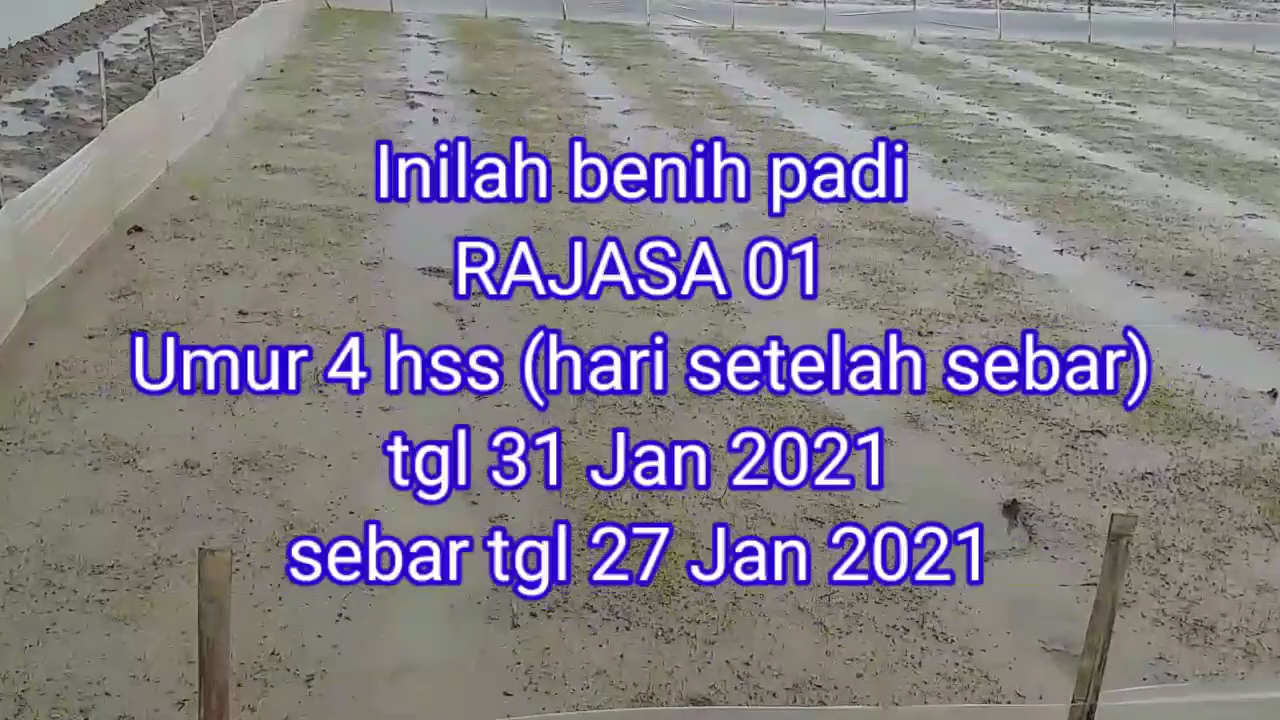 Inilah benih padi
RAJASA 01
Umur 4 hss (hari setelah sebar)
tgl 31 Jan 2021
sebar tgl 27 Jan 2021